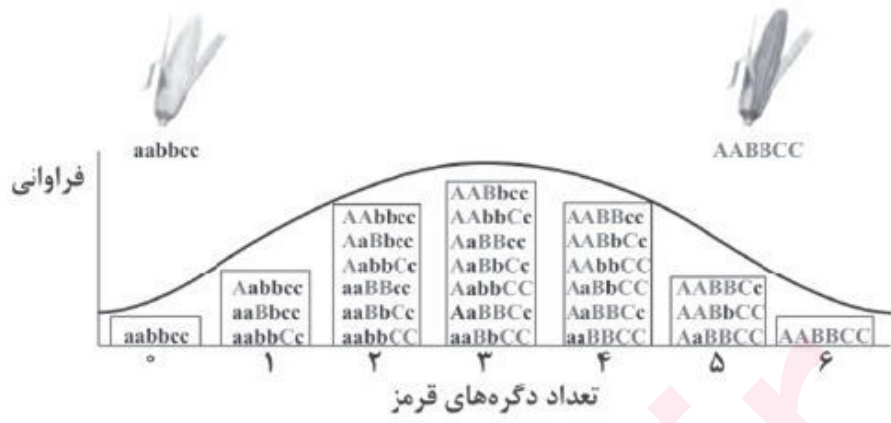 aabbcc
AABBCC
فراوانی
aabbcc
Aabbcc
aaBbcc
aabbCc
AAbbcc
AaBbcc
AabbCc
aaBBcc
aaBbCc
aabbCC
AABbcc
AAbbCc
AaBBcc
AaBbCc
AabbCC
AaBBCc
aaBbCC
AABBcc
AABbCc
AAbbCC
AaBbCC
AaBBCc
aaBBCC
AABBCc
AABbCC
AaBBCC
AABBCC
۰ ۱ ۲ ۳ ۴ ۵ ۶
تعداد دگره‌های قرمز